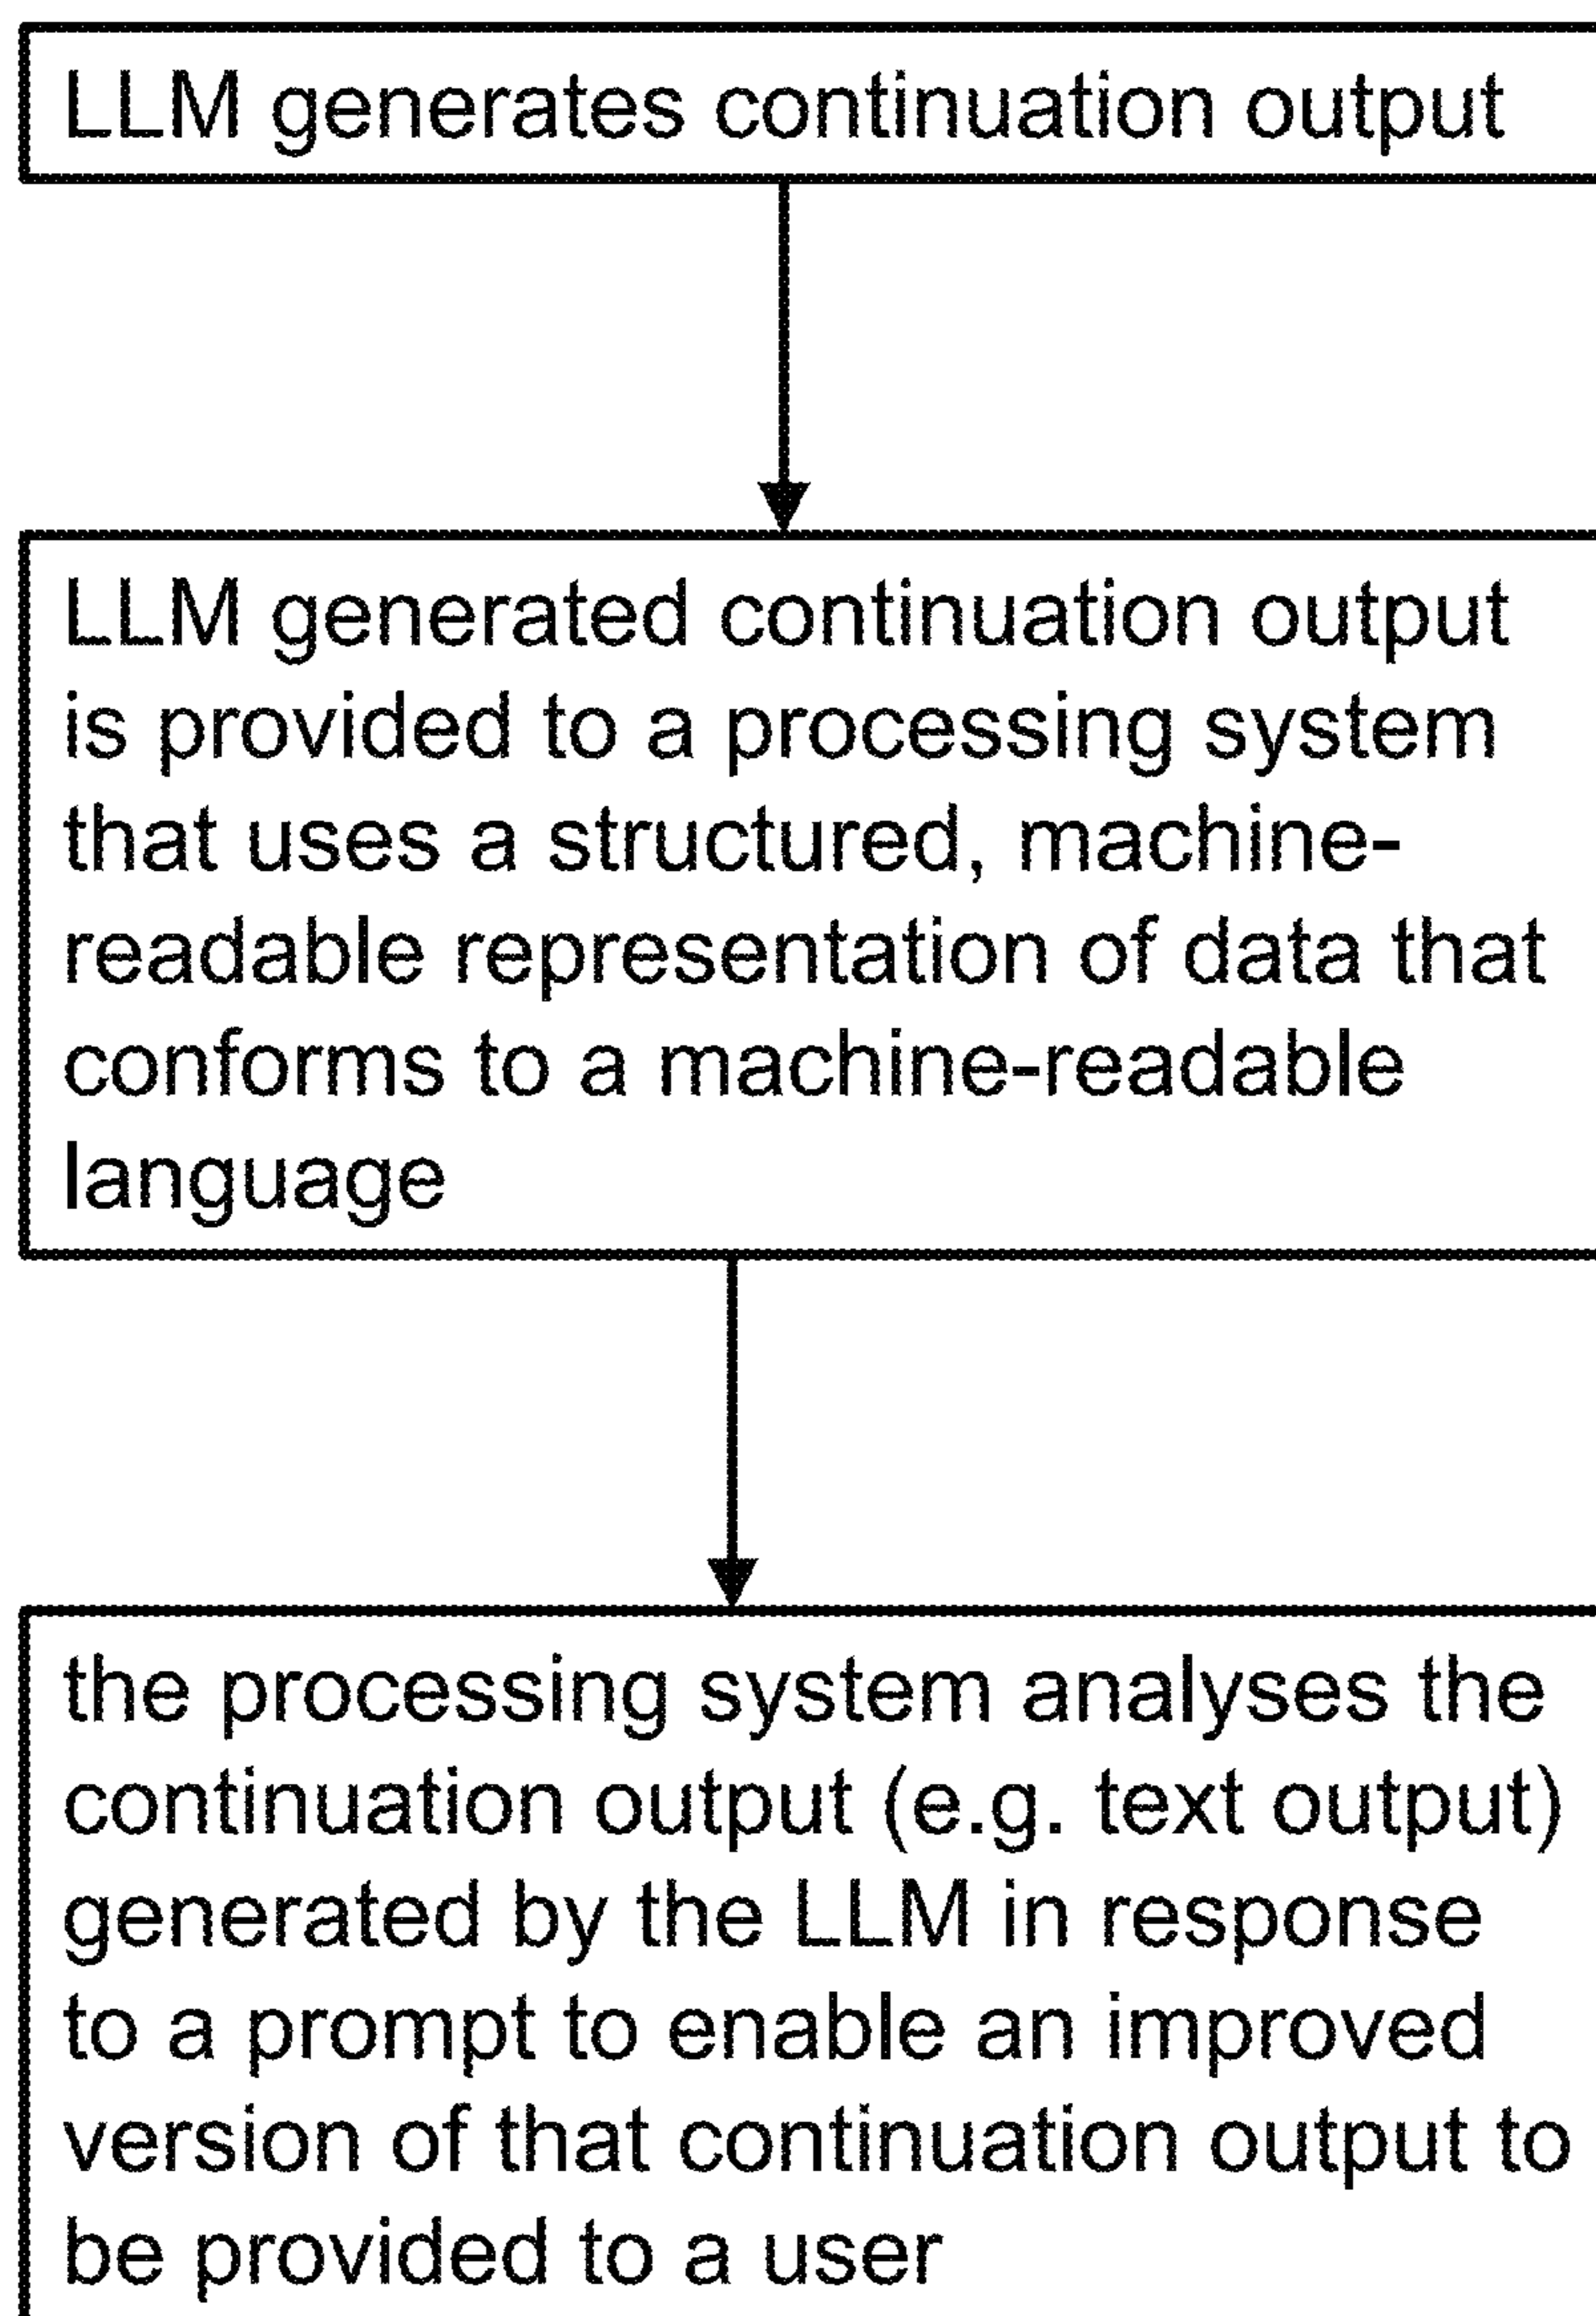 LLM generates continuation output
LLM generated continuation output
is provided to a processing system
that uses a structured, machine-
readable representation of data that
conforms to a machine-readable
language
the processing system analyses the
continuation output (e.g. text output)
generated by the LLM in response
to a prompt to enable an improved
version of that continuation output to
be provided to a user